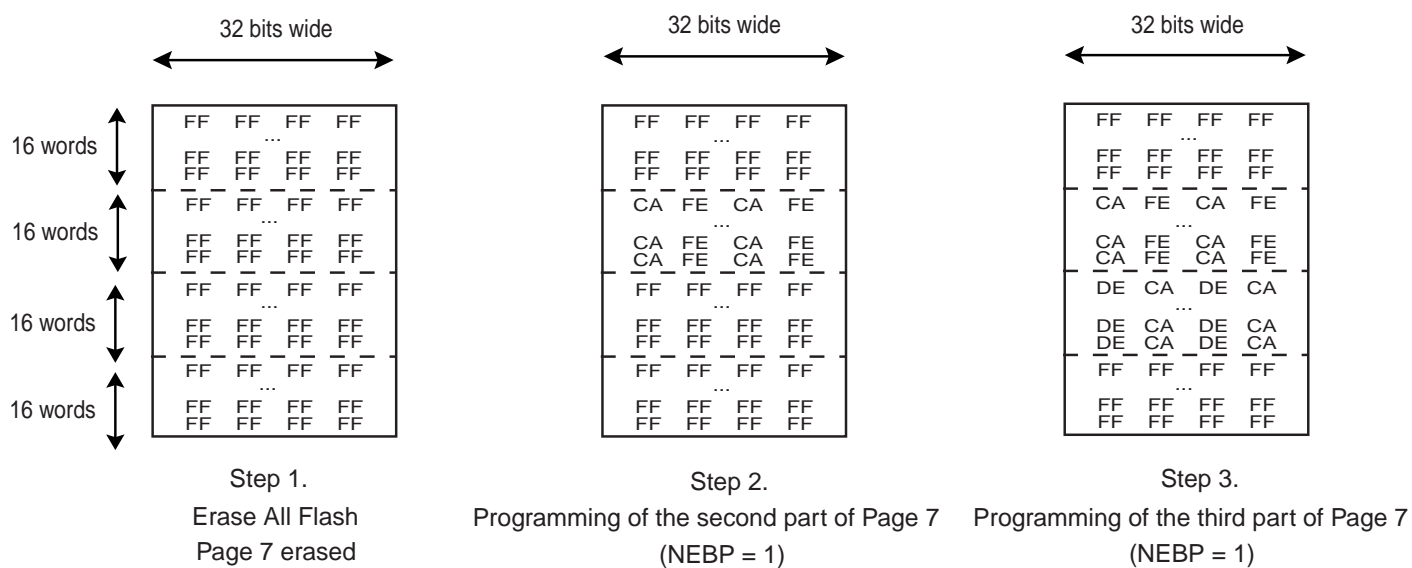 32 bits wide
16 words
16 words
16 words
16 words
FF FF FF FF
...
FF FF FF FF
FF FF FF FF
FF FF FF FF
...
FF FF FF FF
FF FF FF FF
FF FF FF FF
...
FF FF FF FF
FF FF FF FF
FF FF FF FF
...
FF FF FF FF
FF FF FF FF
Step 1.
Erase All Flash
Page 7 erased
32 bits wide
FF FF FF FF
...
FF FF FF FF
FF FF FF FF
CA FE CA FE
...
CA FE CA FE
CA FE CA FE
FF FF FF FF
...
FF FF FF FF
FF FF FF FF
FF FF FF FF
...
FF FF FF FF
FF FF FF FF
Step 2.
Programming of the second part of Page 7
(NEBP = 1)
32 bits wide
FF FF FF FF
...
FF FF FF FF
FF FF FF FF
CA FE CA FE
...
CA FE CA FE
CA FE CA FE
DE CA DE CA
...
DE CA DE CA
DE CA DE CA
FF FF FF FF
...
FF FF FF FF
FF FF FF FF
Step 3.
Programming of the third part of Page 7
(NEBP = 1)